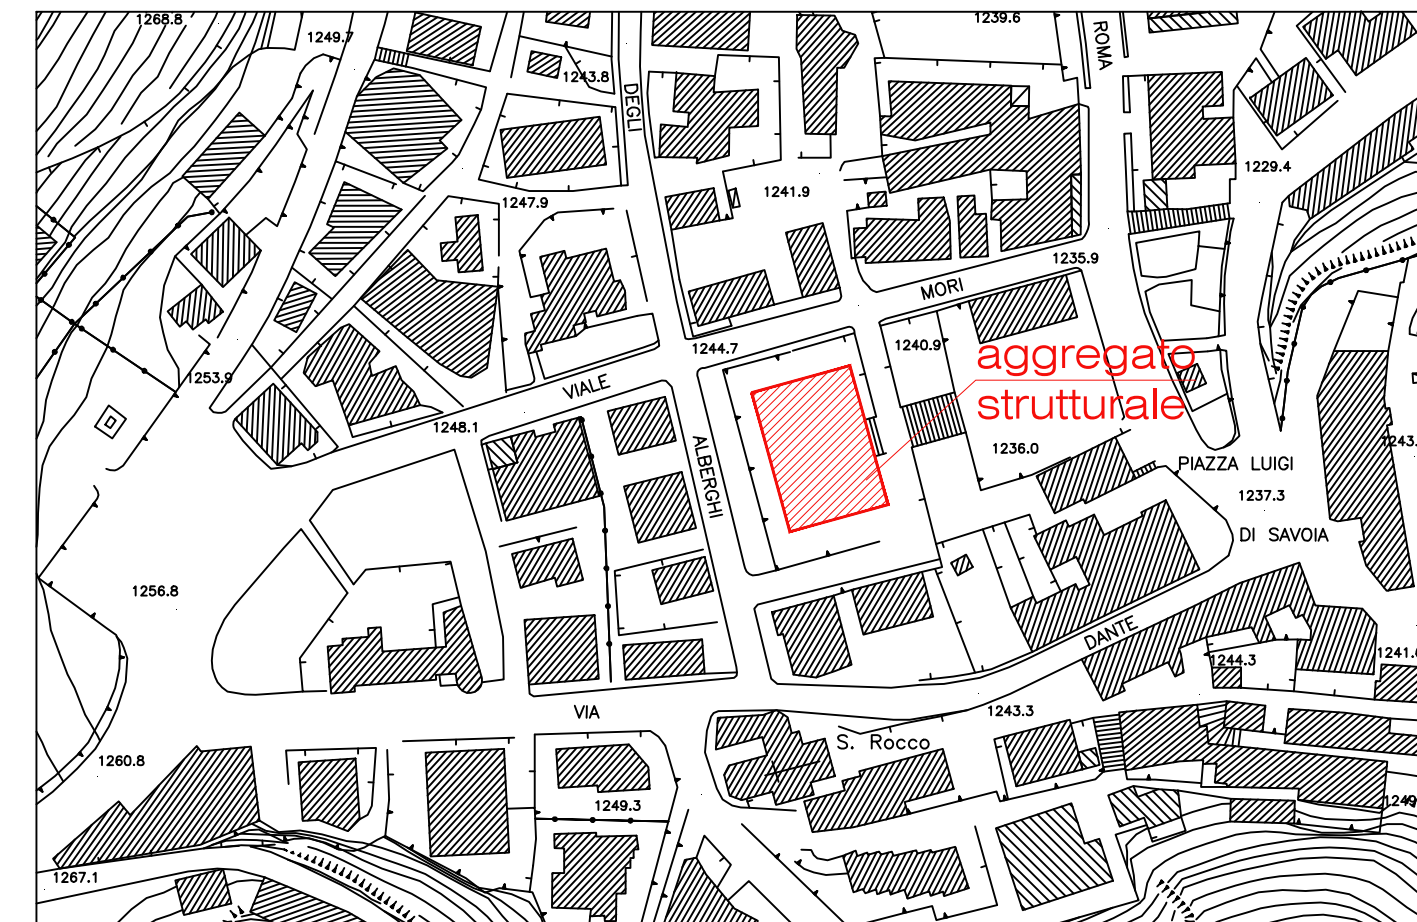 1268.8
1239.6
1249.7
ROMA
1243.8
DEGLI
1229.4
1241.9
1247.9
1235.9
MORI
1244.7
1240.9
aggregato
strutturale
1253.9
VIALE
1248.1
ALBERGHI
1236.0
PIAZZA LUIGI
1237.3
DI SAVOIA
1256.8
DANTE
1244.3
VIA
1243.3
S. Rocco
1260.8
1249.3
1267.1